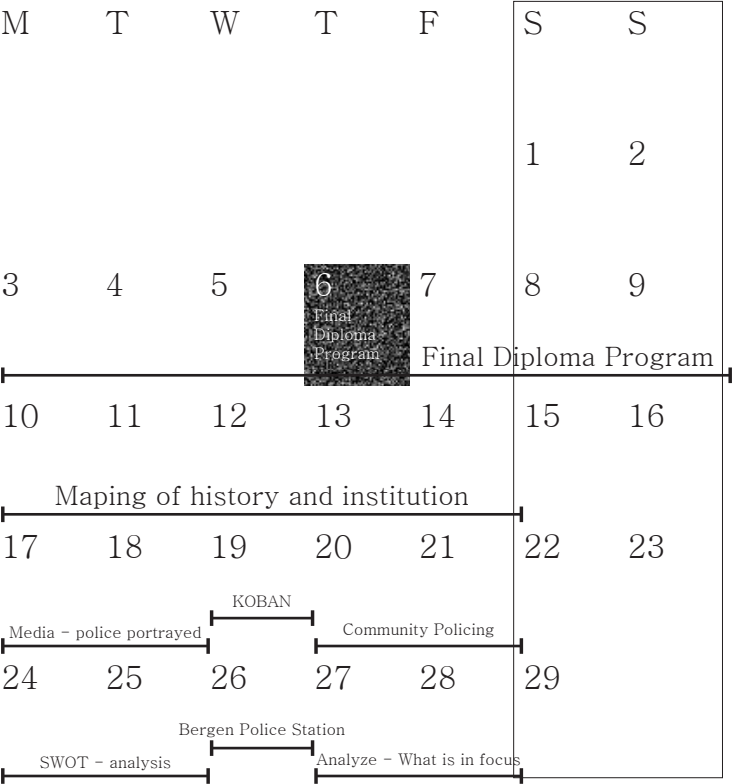 M T W T F S S
1 2
3 4 5 6 7 8 9
Final
Diploma
Program
Final Diploma Program
10 11 12 13 14 15 16
Maping of history and institution
17 18 19 20 21 22 23
KOBAN
Media - police portrayed
Community Policing
24 25 26 27 28 29
Bergen Police Station
SWOT - analysis
Analyze - What is in focus